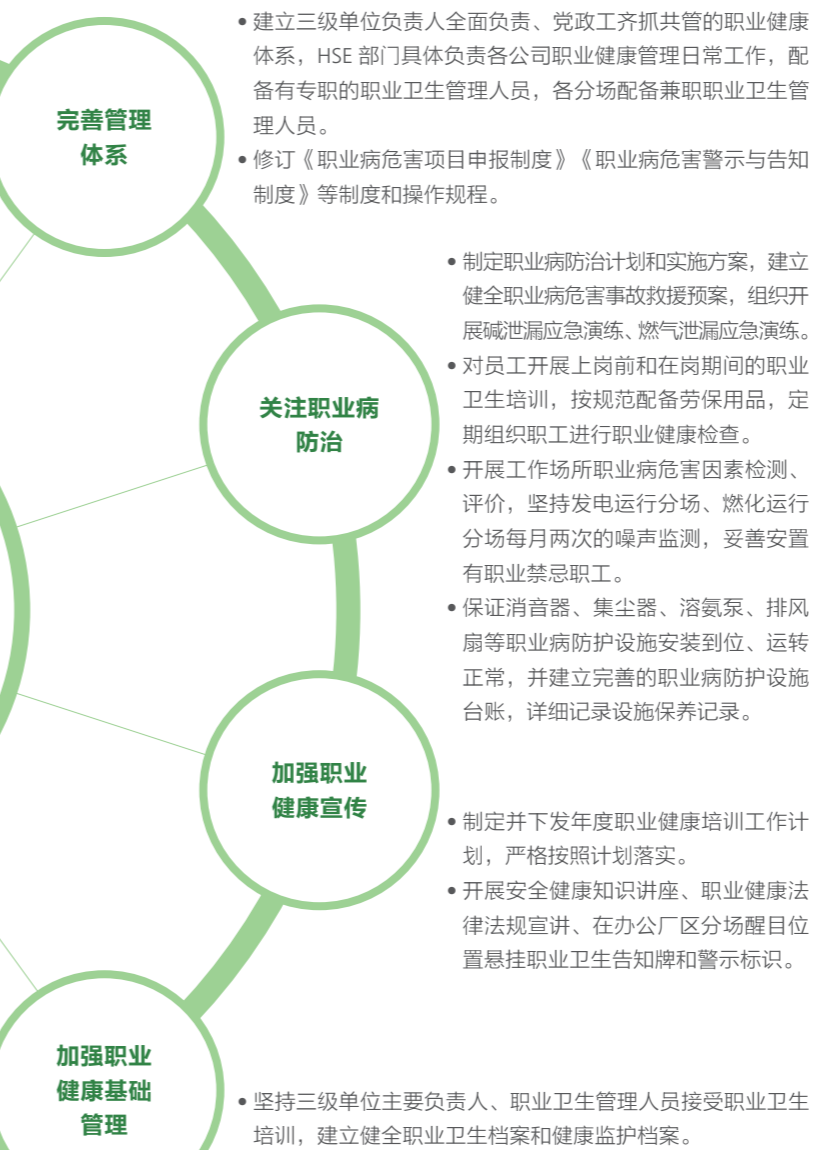 完善管理
体系
• 建立三级单位负责人全面负责、党政工齐抓共管的职业健康
体系，HSE 部门具体负责各公司职业健康管理日常工作，配
备有专职的职业卫生管理人员，各分场配备兼职职业卫生管
理人员。
• 修订《职业病危害项目申报制度》《职业病危害警示与告知
制度》等制度和操作规程。
关注职业病
防治
• 制定职业病防治计划和实施方案，建立
健全职业病危害事故救援预案，组织开
展碱泄漏应急演练、燃气泄漏应急演练。
• 对员工开展上岗前和在岗期间的职业
卫生培训，按规范配备劳保用品，定
期组织职工进行职业健康检查。
• 开展工作场所职业病危害因素检测、
评价，坚持发电运行分场、燃化运行
分场每月两次的噪声监测，妥善安置
有职业禁忌职工。
• 保证消音器、集尘器、溶氨泵、排风
扇等职业病防护设施安装到位、运转
正常，并建立完善的职业病防护设施
台账，详细记录设施保养记录。
加强职业
健康宣传
• 制定并下发年度职业健康培训工作计
划，严格按照计划落实。
• 开展安全健康知识讲座、职业健康法
律法规宣讲、在办公厂区分场醒目位
置悬挂职业卫生告知牌和警示标识。
加强职业
健康基础
管理
• 坚持三级单位主要负责人、职业卫生管理人员接受职业卫生
培训，建立健全职业卫生档案和健康监护档案。